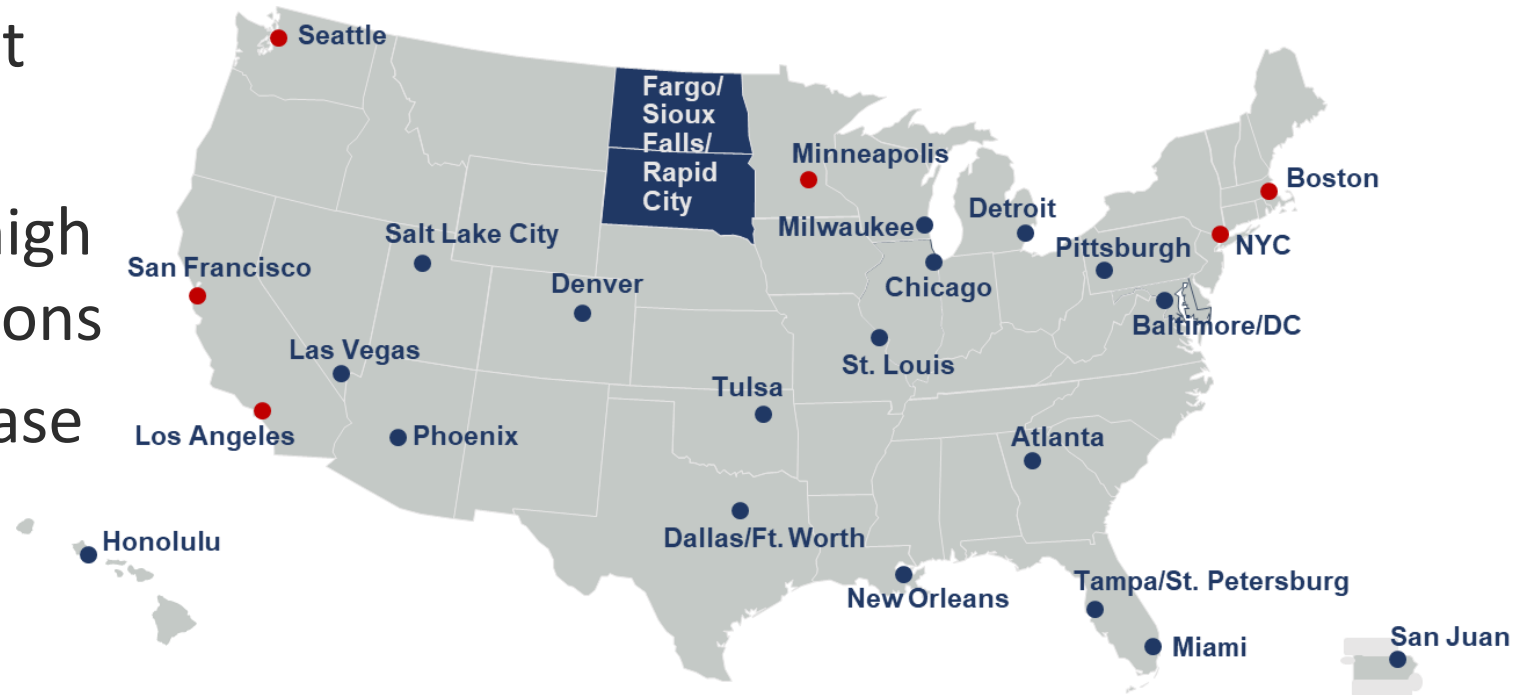 t
high
ons
ase
Seattle
Fargo/
Sioux
Falls/
Rapid
City
Minneapolis
Boston
Milwaukee
Detroit
Salt Lake City
Pittsburgh
NYC
San Francisco
Denver
Chicago
Baltimore/DC
Las Vegas
St. Louis
Tulsa
Los Angeles
Phoenix
Atlanta
Honolulu
Dallas/Ft. Worth
New Orleans
Tampa/St. Petersburg
Miami
San Juan